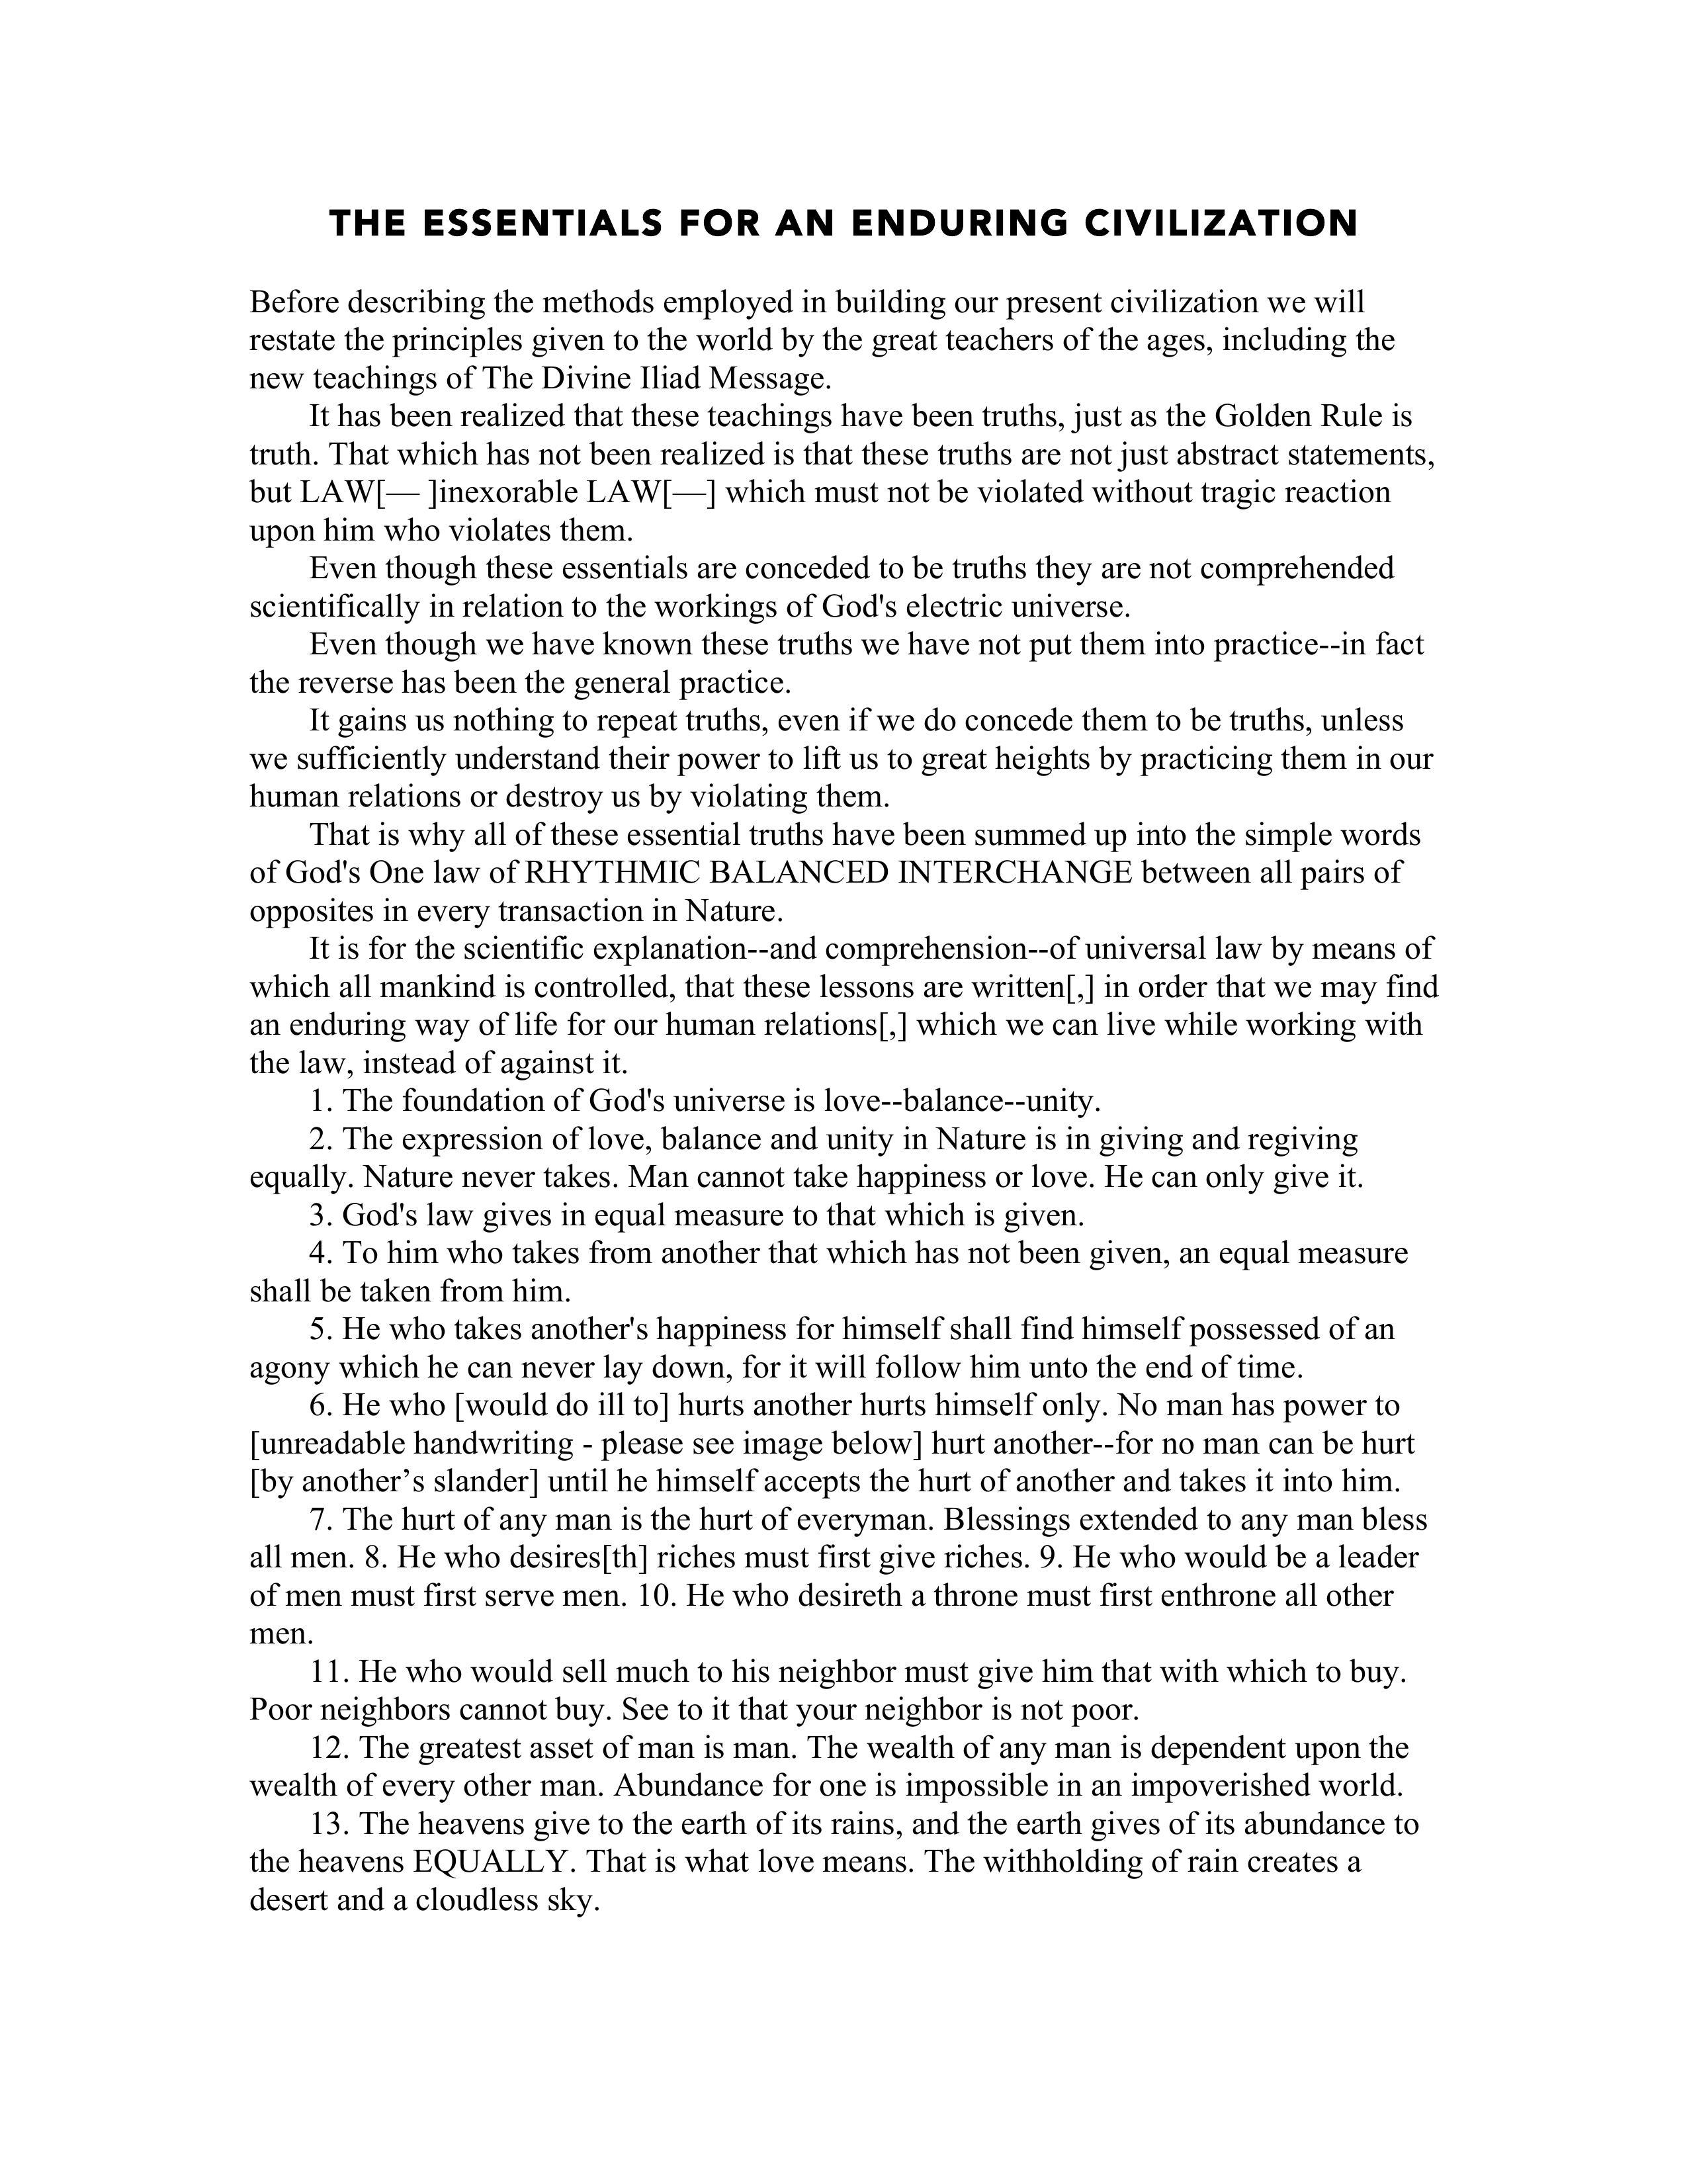 THE ESSENTIALS FOR AN ENDURING CIVILIZATION
Before describing the methods employed in building our present civilization we will
restate the principles given to the world by the great teachers of the ages, including the
new teachings of The Divine Iliad Message.
It has been realized that these teachings have been truths, just as the Golden Rule is
truth. That which has not been realized is that these truths are not just abstract statements,
but LAW[— ]inexorable LAW[—] which must not be violated without tragic reaction
upon him who violates them.
Even though these essentials are conceded to be truths they are not comprehended
scientifically in relation to the workings of God's electric universe.
Even though we have known these truths we have not put them into practice--in fact
the reverse has been the general practice.
It gains us nothing to repeat truths, even if we do concede them to be truths, unless
we sufficiently understand their power to lift us to great heights by practicing them in our
human relations or destroy us by violating them.
That is why all of these essential truths have been summed up into the simple words
of God's One law of RHYTHMIC BALANCED INTERCHANGE between all pairs of
opposites in every transaction in Nature.
It is for the scientific explanation--and comprehension--of universal law by means of
which all mankind is controlled, that these lessons are written[,] in order that we may find
an enduring way of life for our human relations[,] which we can live while working with
the law, instead of against it.
1. The foundation of God's universe is love--balance--unity.
2. The expression of love, balance and unity in Nature is in giving and regiving
equally. Nature never takes. Man cannot take happiness or love. He can only give it.
3. God's law gives in equal measure to that which is given.
4. To him who takes from another that which has not been given, an equal measure
shall be taken from him.
5. He who takes another's happiness for himself shall find himself possessed of an
agony which he can never lay down, for it will follow him unto the end of time.
6. He who [would do ill to] hurts another hurts himself only. No man has power to
[unreadable handwriting - please see image below] hurt another--for no man can be hurt
[by another’s slander] until he himself accepts the hurt of another and takes it into him.
7. The hurt of any man is the hurt of everyman. Blessings extended to any man bless
all men. 8. He who desires[th] riches must first give riches. 9. He who would be a leader
of men must first serve men. 10. He who desireth a throne must first enthrone all other
men.
11. He who would sell much to his neighbor must give him that with which to buy.
Poor neighbors cannot buy. See to it that your neighbor is not poor.
12. The greatest asset of man is man. The wealth of any man is dependent upon the
wealth of every other man. Abundance for one is impossible in an impoverished world.
13. The heavens give to the earth of its rains, and the earth gives of its abundance to
the heavens EQUALLY. That is what love means. The withholding of rain creates a
desert and a cloudless sky.